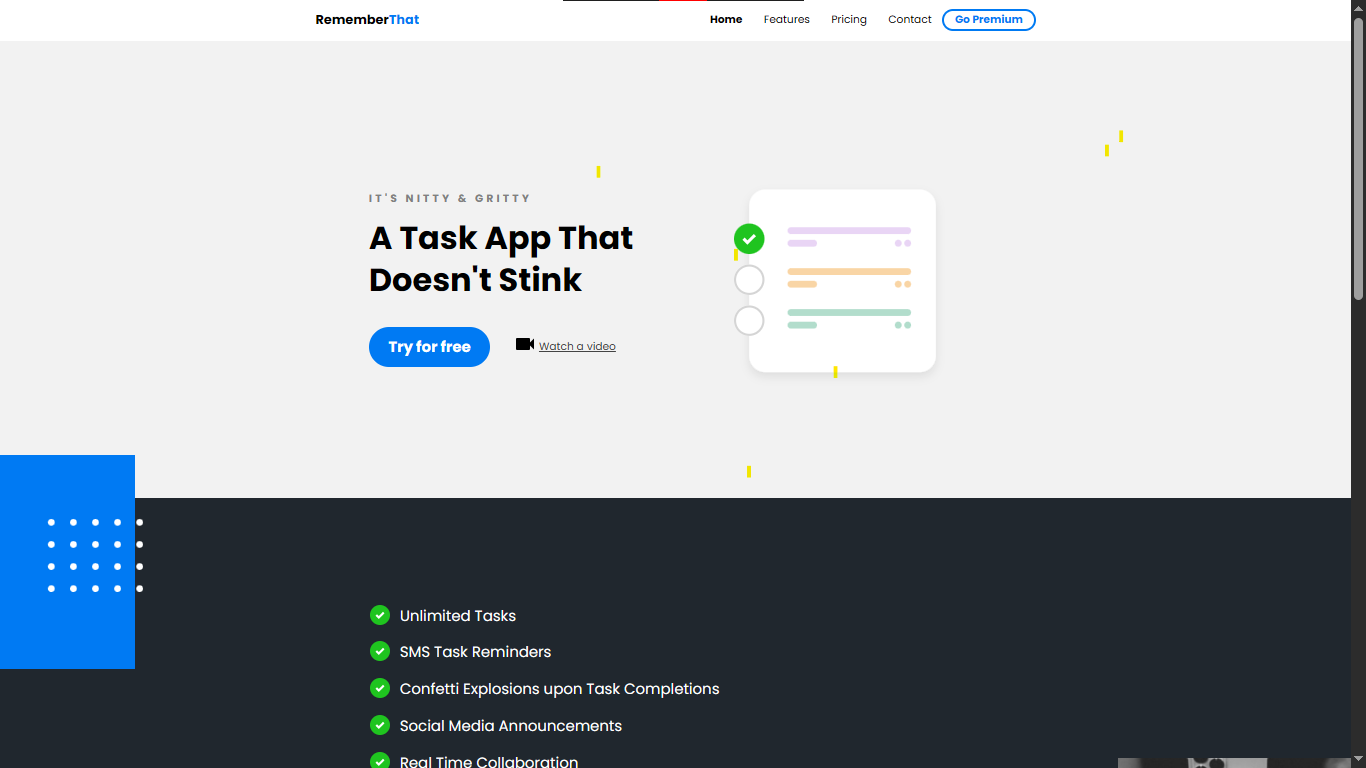 RememberThat
Home Features Pricing Contact Go Premium
IT'S NITTY & GRITTY
A Task App That
Doesn't Stink
Try for free Watch a video
Unlimited Tasks
SMS Task Reminders
Confetti Explosions upon Task Completions
Social Media Announcements
Real Time Collaboration